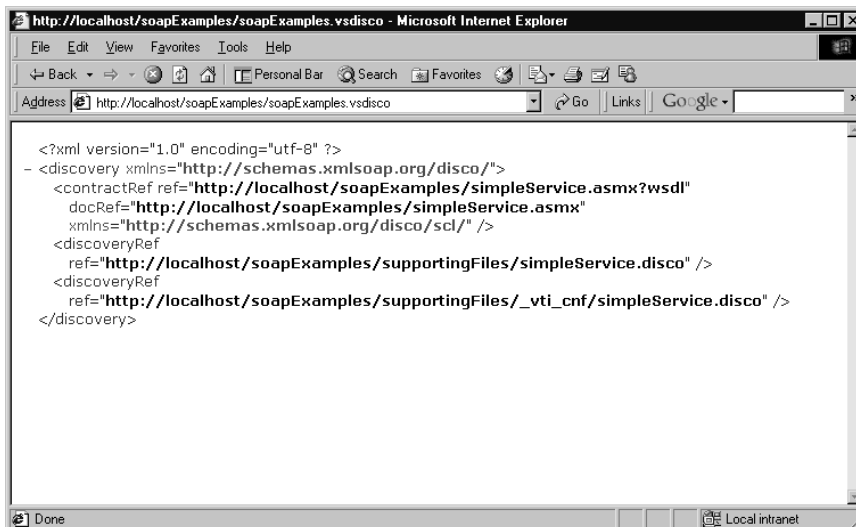 http://localhost/soapExamples/soapExamples.vsdisco - Microsoft Internet Explorer
File Edit View Favorites Tools Help
Back Personal Bar Search Favorites
Address http://localhost/soapExamples/soapExamples.vsdisco Go Links Google
<?xml version="1.0" encoding="utf-8" ?>
- <discovery xmlns="http://schemas.xmlsoap.org/disco/">
<contractRef ref="http://localhost/soapExamples/simpleService.asmx?wsdl"
docRef="http://localhost/soapExamples/simpleService.asmx"
xmlns="http://schemas.xmlsoap.org/disco/scl/" />
<discoveryRef
ref="http://localhost/soapExamples/supportingFiles/simpleService.disco" />
<discoveryRef
ref="http://localhost/soapExamples/supportingFiles/_vti_cnf/simpleService.disco" />
</discovery>
Done Local intranet